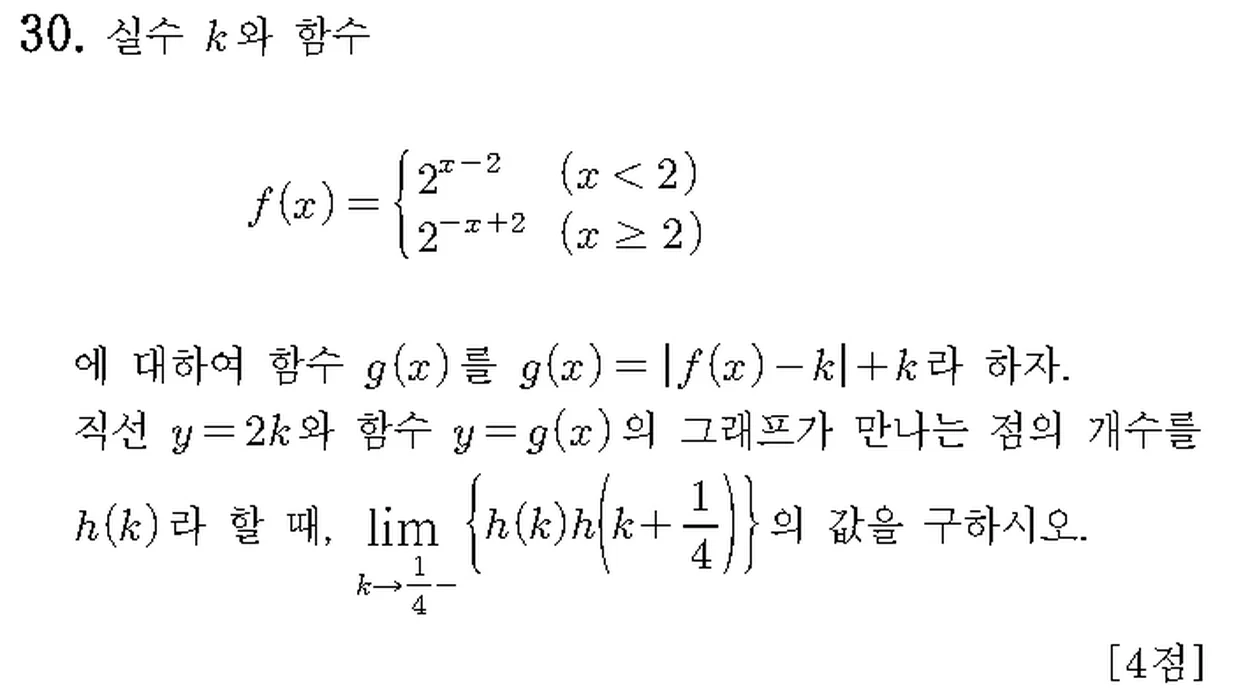 30. 실수 k와 함수
f(x) = { 2^{x-2} (x < 2)
2^{-x+2} (x ≥ 2)
에 대하여 함수 g(x)를 g(x) = |f(x) - k| + k라 하자.
직선 y = 2k와 함수 y = g(x)의 그래프가 만나는 점의 개수를
h(k)라 할 때, lim_{k→1/4-} {h(k)h(k + 1/4)}의 값을 구하시오.
[4점]